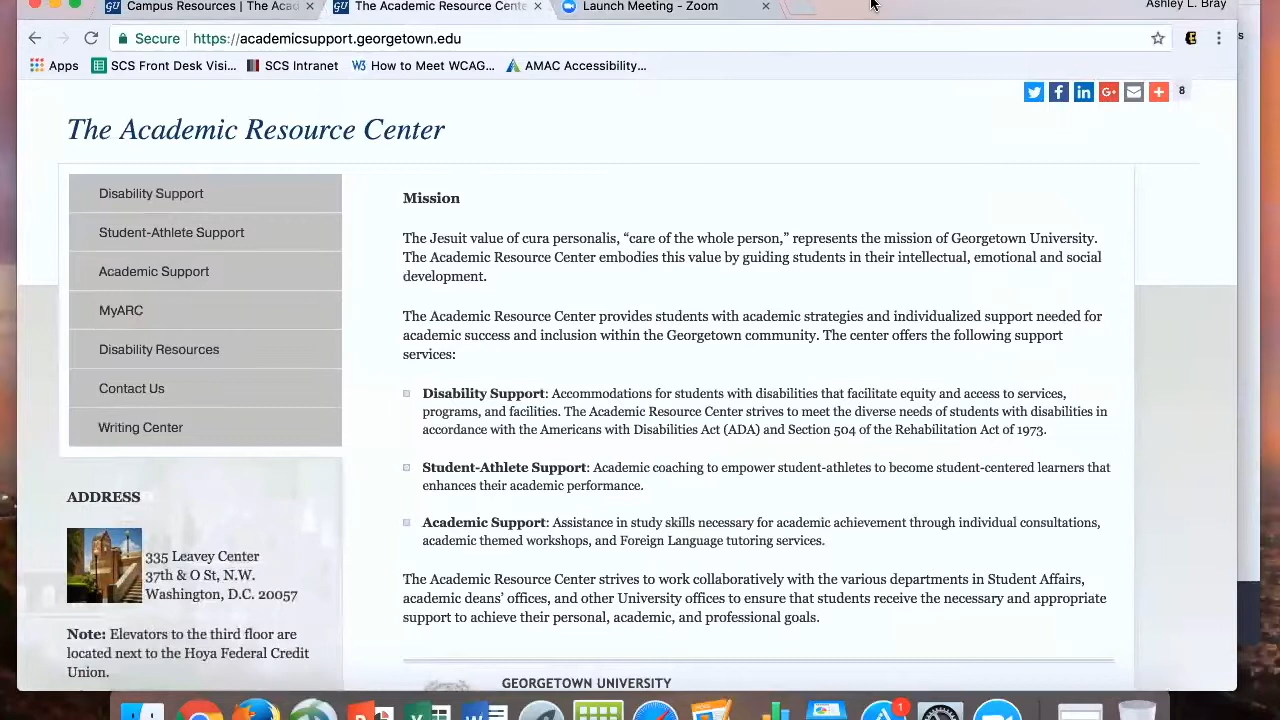 Campus Resources | The Acad
The Academic Resource Cente
Launch Meeting - Zoom
Ashley L. Bray
Secure
https://academicsupport.georgetown.edu
Apps
SCS Front Desk Visi...
SCS Intranet
How to Meet WCAG...
AMAC Accessibility...
8
The Academic Resource Center
Disability Support
Student-Athlete Support
Academic Support
MyARC
Disability Resources
Contact Us
Writing Center
ADDRESS
335 Leavey Center
37th & O St, N.W.
Washington, D.C. 20057
Note: Elevators to the third floor are
located next to the Hoya Federal Credit
Union.
Mission
The Jesuit value of cura personalis, “care of the whole person,” represents the mission of Georgetown University.
The Academic Resource Center embodies this value by guiding students in their intellectual, emotional and social
development.
The Academic Resource Center provides students with academic strategies and individualized support needed for
academic success and inclusion within the Georgetown community. The center offers the following support
services:
Disability Support: Accommodations for students with disabilities that facilitate equity and access to services,
programs, and facilities. The Academic Resource Center strives to meet the diverse needs of students with disabilities in
accordance with the Americans with Disabilities Act (ADA) and Section 504 of the Rehabilitation Act of 1973.
Student-Athlete Support: Academic coaching to empower student-athletes to become student-centered learners that
enhances their academic performance.
Academic Support: Assistance in study skills necessary for academic achievement through individual consultations,
academic themed workshops, and Foreign Language tutoring services.
The Academic Resource Center strives to work collaboratively with the various departments in Student Affairs,
academic deans’ offices, and other University offices to ensure that students receive the necessary and appropriate
support to achieve their personal, academic, and professional goals.
GEORGETOWN UNIVERSITY
1